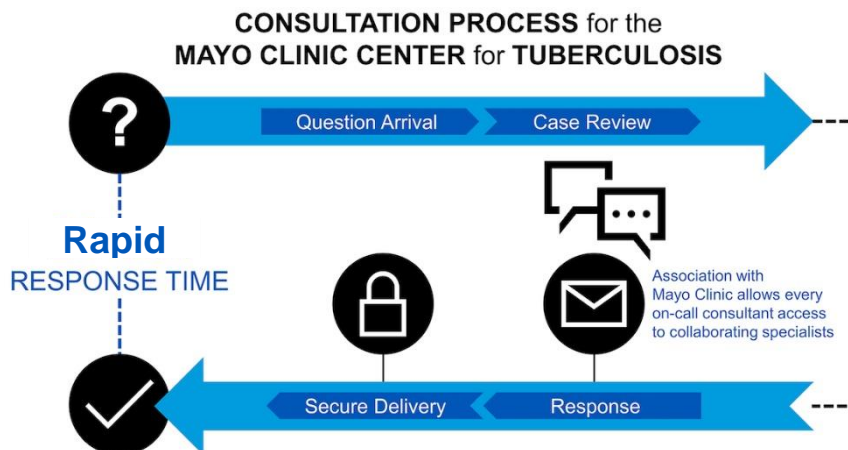 CONSULTATION PROCESS for the
MAYO CLINIC CENTER for TUBERCULOSIS
?
Question Arrival
Case Review
Rapid
RESPONSE TIME
Association with
Mayo Clinic allows every
on-call consultant access
to collaborating specialists
Secure Delivery
Response